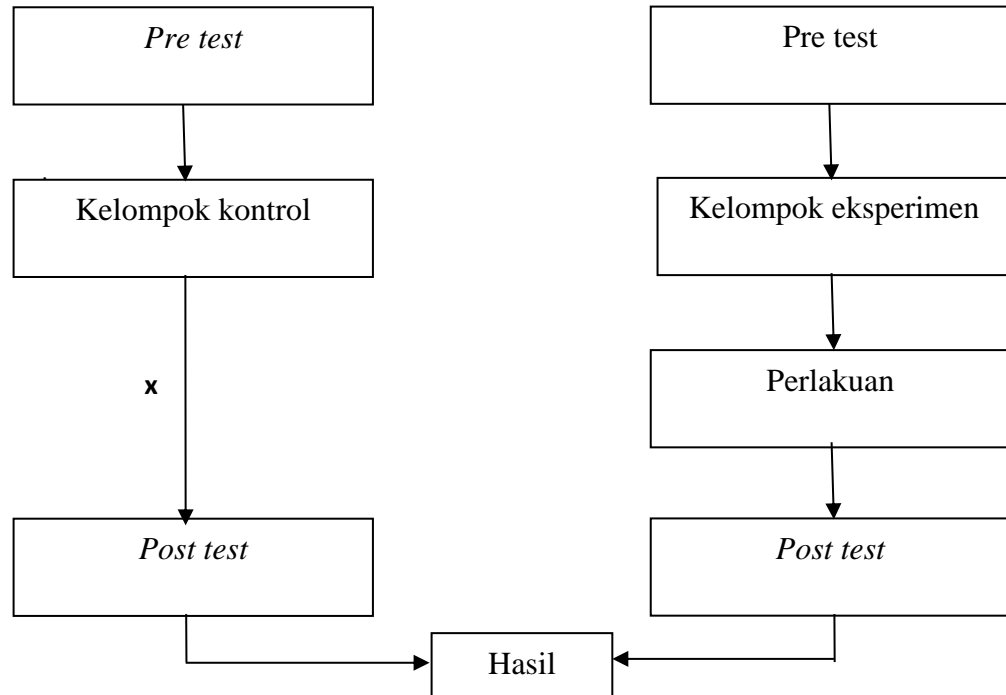 Pre test
Pre test
Kelompok kontrol
Kelompok eksperimen
x
Perlakuan
Post test
Post test
Hasil